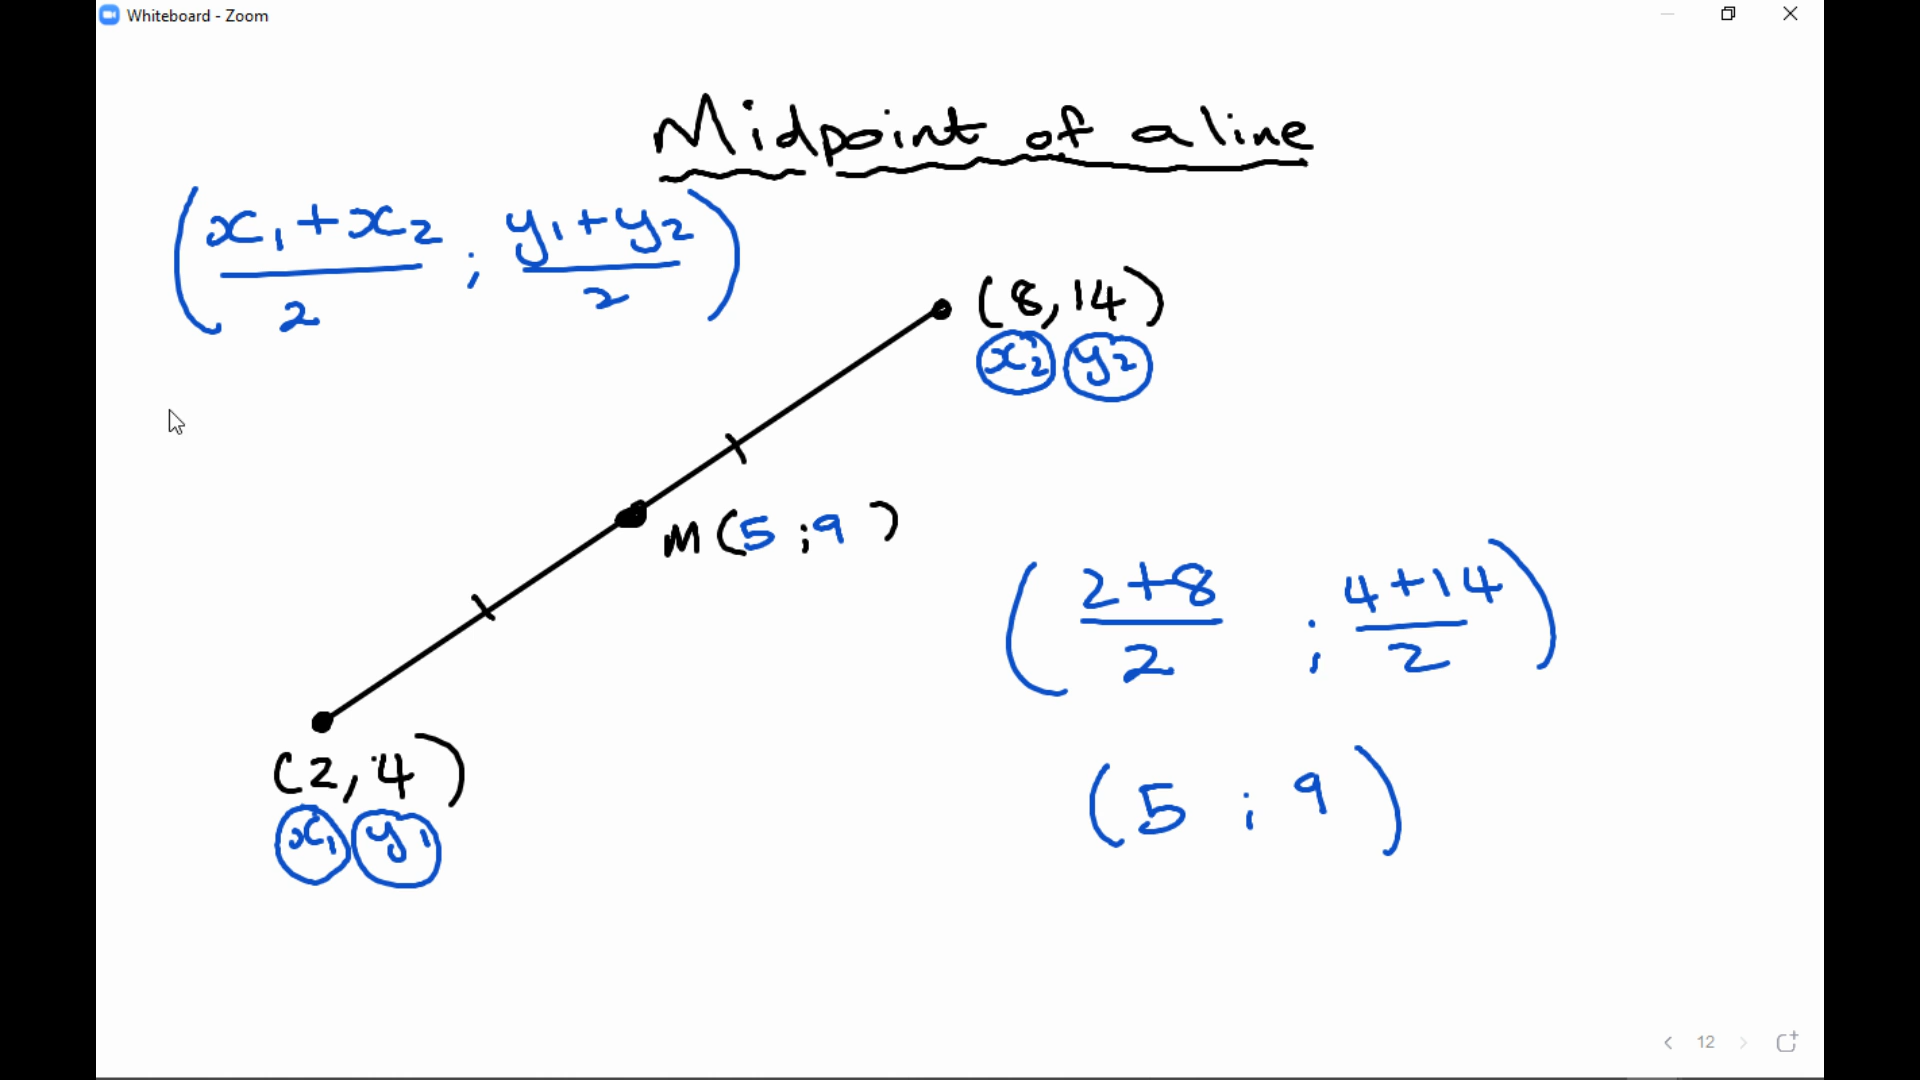 Whiteboard - Zoom
Midpoint of a line
(x₁+x₂/2 ; y₁+y₂/2)
(8,14)
x₂ y₂
M(5 ;9 )
(2+8/2 ; 4+14/2)
(2,4)
x₁ y₁
(5 ; 9)
12